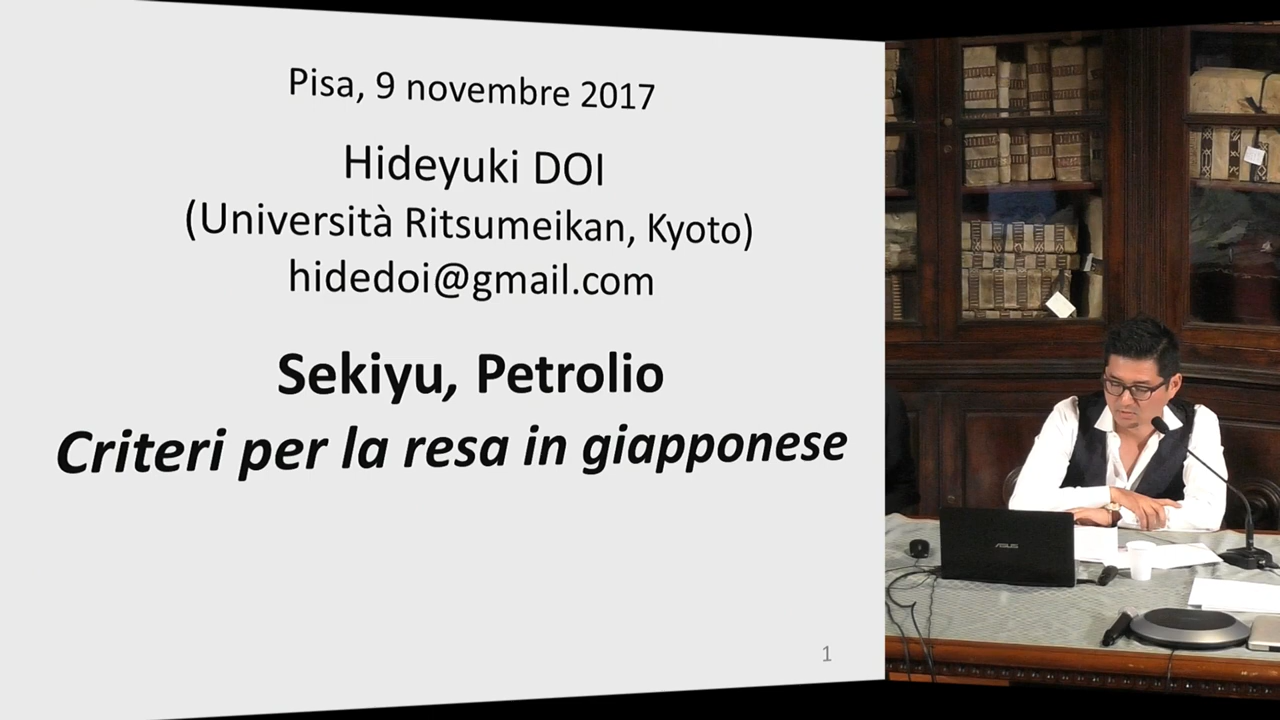 Pisa, 9 novembre 2017
Hideyuki DOI
(Università Ritsumeikan, Kyoto)
hidedoi@gmail.com
Sekiyu, Petrolio
Criteri per la resa in giapponese
1
ASUS